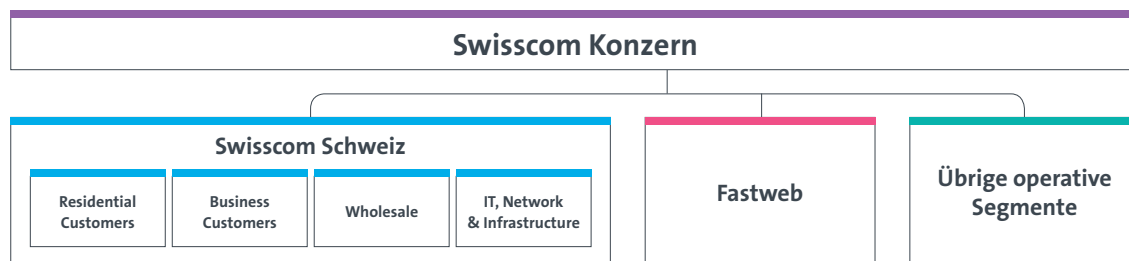 Swisscom Konzern
Swisscom Schweiz
Residential
Customers
Business
Customers
Wholesale
IT, Network
& Infrastructure
Fastweb
Übrige operative
Segmente